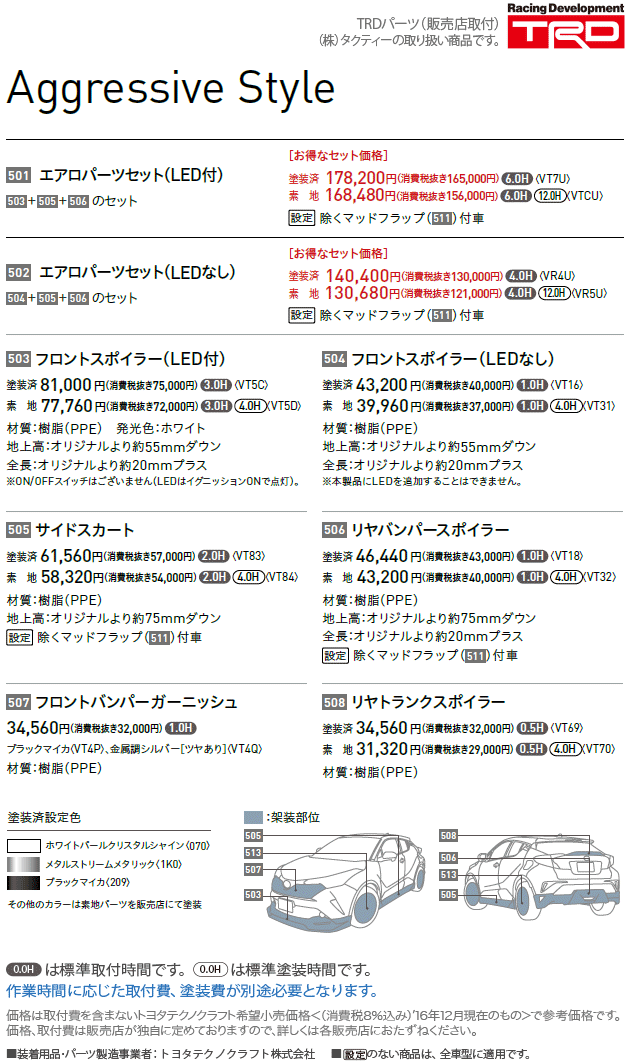 Racing Development
TRD
TRDパーツ（販売店取付）
（株）タクティーの取り扱い商品です。
Aggressive Style
501 エアロパーツセット（LED付）
503＋505＋506 のセット
［お得なセット価格］
塗装済 178,200円（消費税抜き165,000円） 6.0H 〈VT7U〉
素 地 168,480円（消費税抜き156,000円） 6.0H 12.0H〈VTCU〉
設定 除くマッドフラップ（511）付車
502 エアロパーツセット（LEDなし）
504＋505＋506 のセット
［お得なセット価格］
塗装済 140,400円（消費税抜き130,000円） 4.0H 〈VR4U〉
素 地 130,680円（消費税抜き121,000円） 4.0H 12.0H〈VR5U〉
設定 除くマッドフラップ（511）付車
503 フロントスポイラー（LED付）
塗装済 81,000円（消費税抜き75,000円） 3.0H 〈VT5C〉
素 地 77,760円（消費税抜き72,000円） 3.0H 4.0H〈VT5D〉
材質：樹脂（PPE） 発光色：ホワイト
地上高：オリジナルより約55mmダウン
全長：オリジナルより約20mmプラス
※ON/OFFスイッチはございません（LEDはイグニッションONで点灯）。
504 フロントスポイラー（LEDなし）
塗装済 43,200円（消費税抜き40,000円） 1.0H 〈VT16〉
素 地 39,960円（消費税抜き37,000円） 1.0H 4.0H〈VT31〉
材質：樹脂（PPE）
地上高：オリジナルより約55mmダウン
全長：オリジナルより約20mmプラス
※本製品にLEDを追加することはできません。
505 サイドスカート
塗装済 61,560円（消費税抜き57,000円） 2.0H 〈VT83〉
素 地 58,320円（消費税抜き54,000円） 2.0H 4.0H〈VT84〉
材質：樹脂（PPE）
地上高：オリジナルより約75mmダウン
設定 除くマッドフラップ（511）付車
506 リヤバンパースポイラー
塗装済 46,440円（消費税抜き43,000円） 1.0H 〈VT18〉
素 地 43,200円（消費税抜き40,000円） 1.0H 4.0H〈VT32〉
材質：樹脂（PPE）
地上高：オリジナルより約75mmダウン
全長：オリジナルより約20mmプラス
設定 除くマッドフラップ（511）付車
507 フロントバンパーガーニッシュ
34,560円（消費税抜き32,000円） 1.0H
ブラックマイカ〈VT4P〉、金属調シルバー［ツヤあり］〈VT4Q〉
材質：樹脂（PPE）
508 リヤトランクスポイラー
塗装済 34,560円（消費税抜き32,000円） 0.5H 〈VT69〉
素 地 31,320円（消費税抜き29,000円） 0.5H 4.0H〈VT70〉
材質：樹脂（PPE）
塗装済設定色
ホワイトパールクリスタルシャイン〈070〉
メタルストリームメタリック〈1K0〉
ブラックマイカ〈209〉
その他のカラーは素地パーツを販売店にて塗装
：架装部位
505
513
507
503
508
506
513
505
0.0H は標準取付時間です。 0.0H は標準塗装時間です。
作業時間に応じた取付費、塗装費が別途必要となります。
価格は取付費を含まないトヨタテクノクラフト希望小売価格＜（消費税8%込み）'16年12月現在のもの＞で参考価格です。
価格、取付費は販売店が独自に定めておりますので、詳しくは各販売店におたずねください。
■装着用品・パーツ製造事業者：トヨタテクノクラフト株式会社 ■設定のない商品は、全車型に適用です。